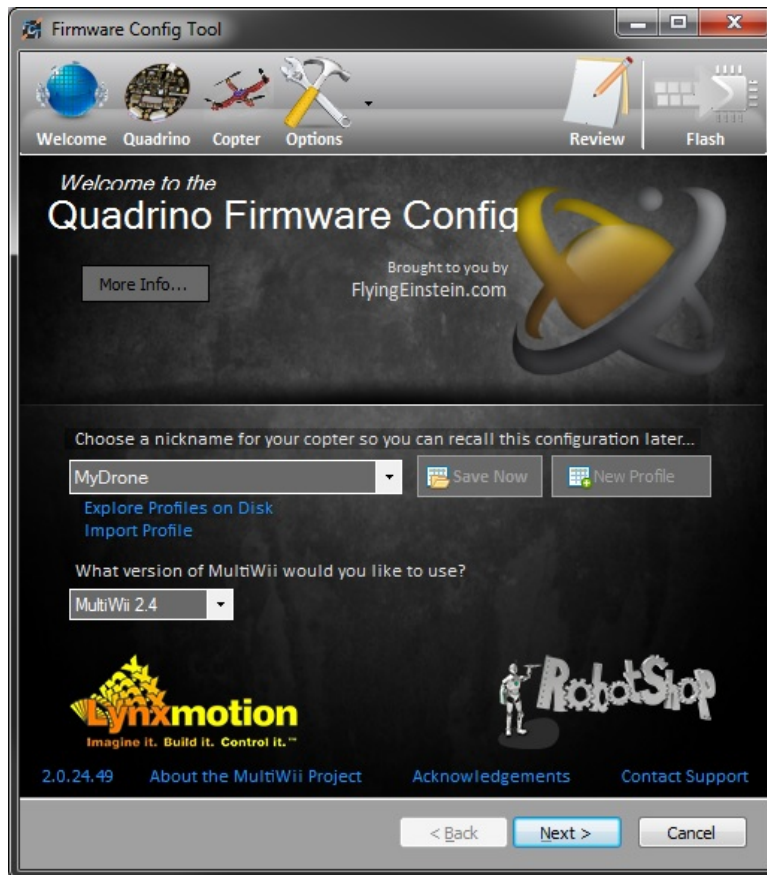 Firmware Config Tool
Welcome Quadrino Copter Options Review Flash
Welcome to the
Quadrino Firmware Config
More Info...
Brought to you by
FlyingEinstein.com
Choose a nickname for your copter so you can recall this configuration later...
MyDrone Save Now New Profile
Explore Profiles on Disk
Import Profile
What version of MultiWii would you like to use?
MultiWii 2.4
Lynxmotion
Imagine it. Build it. Control it.™
RobotShop
2.0.24.49 About the MultiWii Project Acknowledgements Contact Support
< Back Next > Cancel